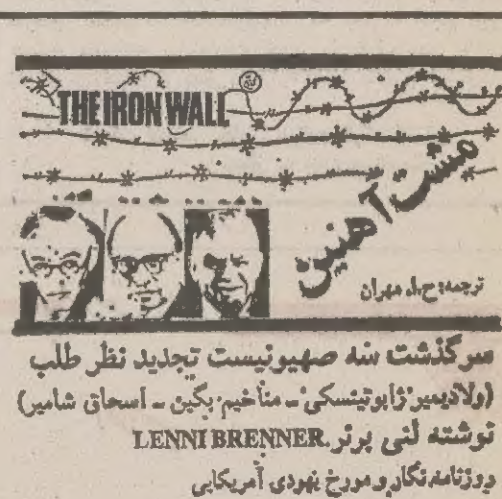 THE IRON WALL
مشت آهنین
ترجمه: ح.ا. مهران
سرگذشت سه صهیونیست تجدید نظر طلب
(ولادیمیر ژابوتینسکی – مناخیم بگین – اسحاق شامیر)
نوشته لنی برنر LENNI BRENNER.
روزنامه نگار و مورخ یهودی آمریکایی